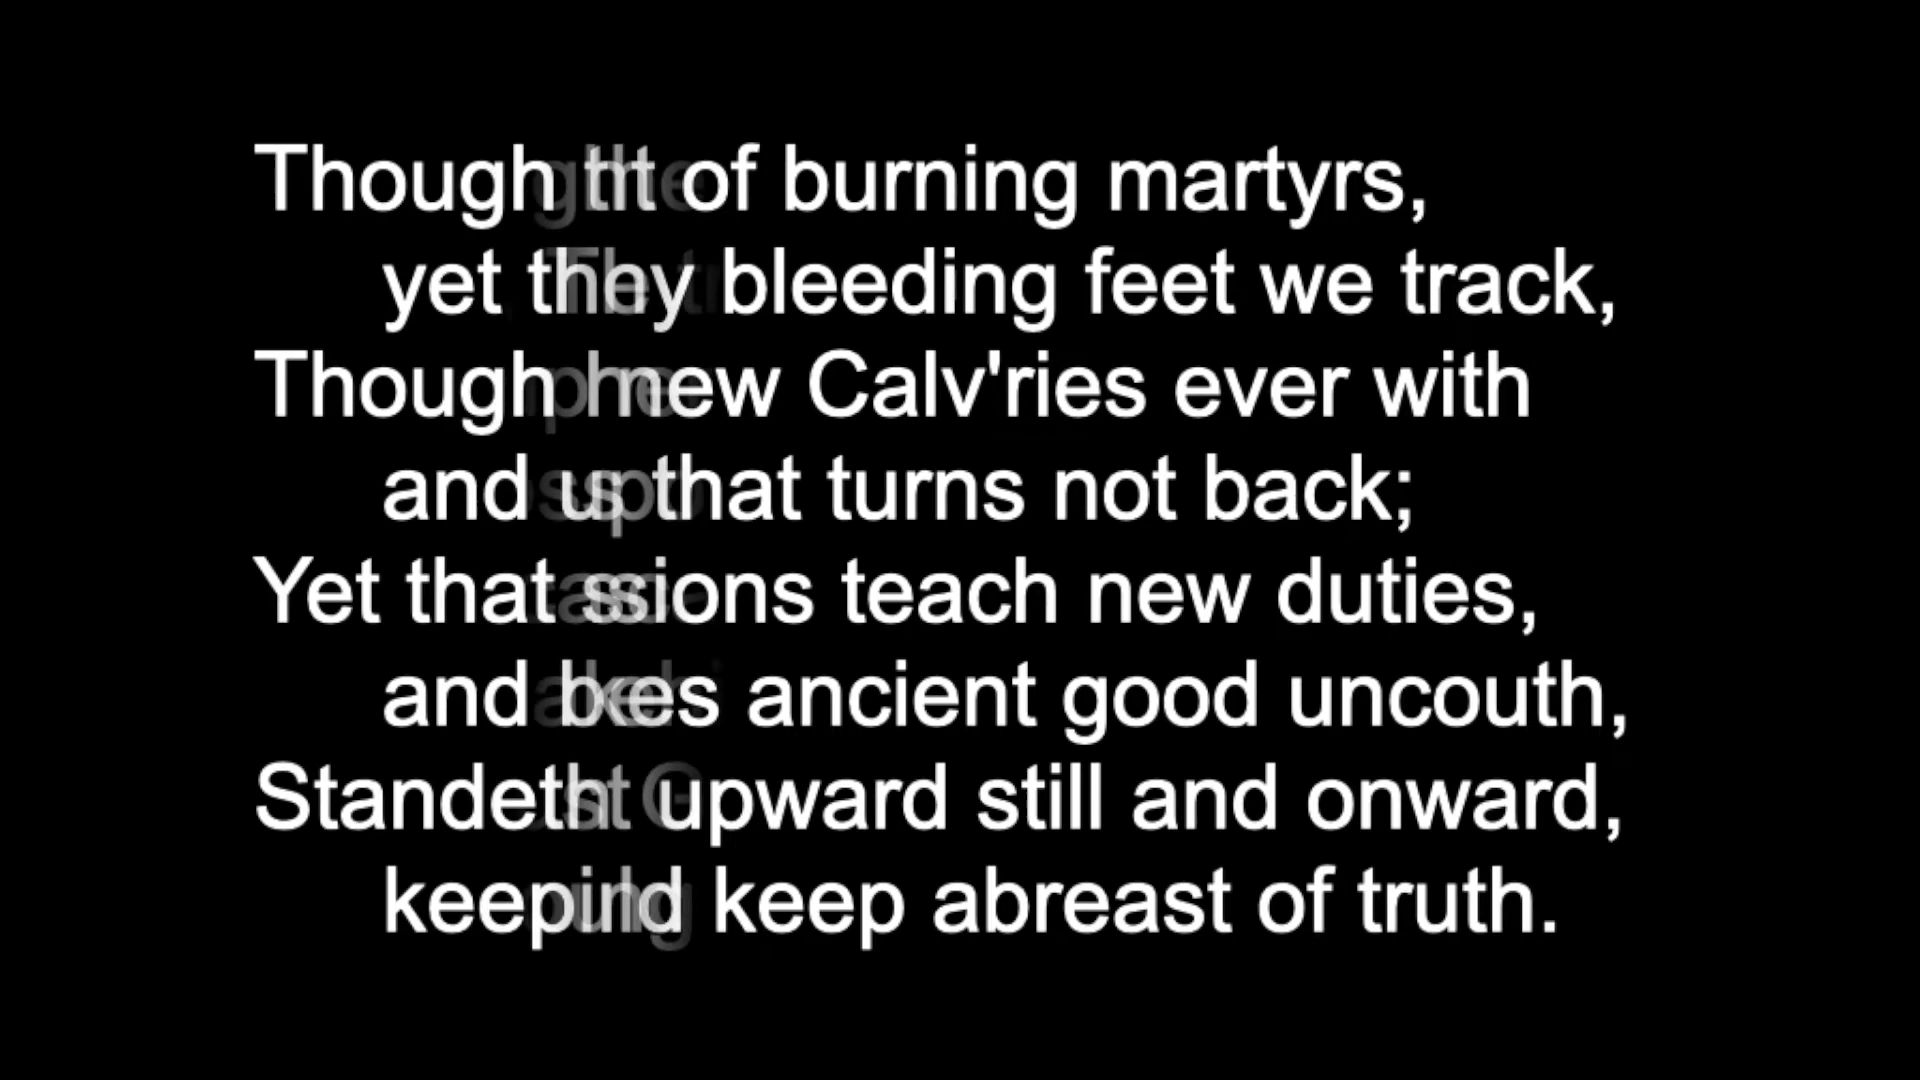 Though of burning martyrs,
yet bleeding feet we track,
Though new Calv'ries ever with
and that turns not back;
Yet that teach new duties,
and ancient good uncouth,
Standeth upward still and onward,
keep abreast of truth.